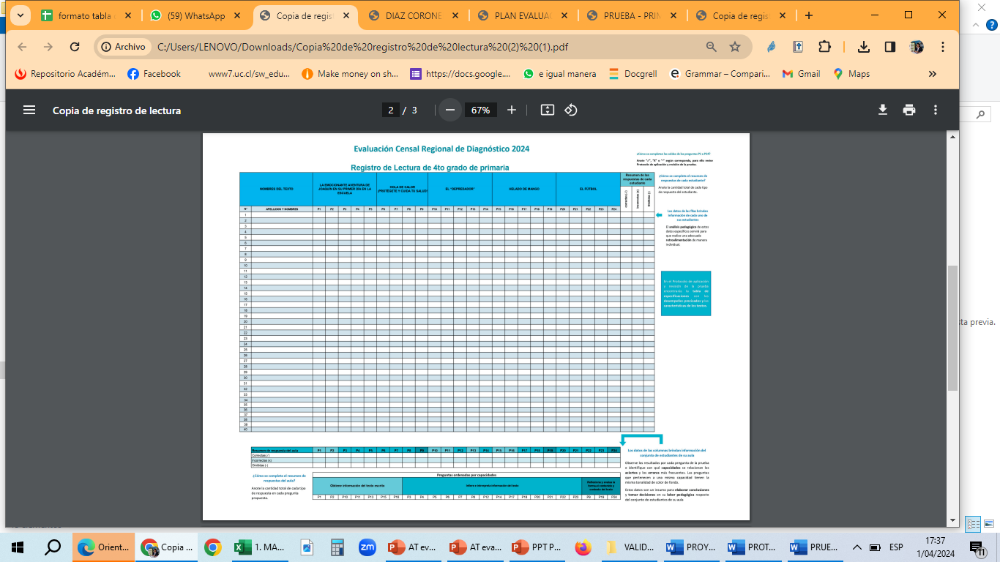 formato tabla
(59) WhatsApp
Copia de regist
DIAZ CORONE
PLAN EVALUAC
PRUEBA - PRIM
Copia de regis
Archivo
C:/Users/LENOVO/Downloads/Copia%20de%20registro%20de%20lectura%20(2)%20(1).pdf
Repositorio Académ...
Facebook
www7.uc.cl/sw_edu...
Make money on sh...
https://docs.google....
e igual manera
Docgrell
Grammar – Compari...
Gmail
Maps
Copia de registro de lectura
2 / 3
67%
Evaluación Censal Regional de Diagnóstico 2024
Registro de Lectura de 4to grado de primaria
¿Cómo se completan las celdas de las preguntas P1 a P24?
Anote "✓", "X" o "-" según corresponda, para ello revise
Protocolo de aplicación y revisión de la prueba.
NOMBRES DEL TEXTO
LA EMOCIONANTE AVENTURA DE
JOAQUÍN EN SU PRIMER DÍA EN LA
ESCUELA
HOLA DE CALOR
¡PROTÉGETE Y CUIDA TU SALUD!
EL "DEPREDADOR"
HELADO DE MANGO
EL FÚTBOL
Resumen de las
respuestas de cada
estudiante
correctas (✓)
Incorrectas (x)
Omitidas (-)
N° APELLIDOS Y NOMBRES P1 P2 P3 P4 P5 P6 P7 P8 P9 P10 P11 P12 P13 P14 P15 P16 P17 P18 P19 P20 P21 P22 P23 P24
1
2
3
4
5
6
7
8
9
10
11
12
13
14
15
16
17
18
19
20
21
22
23
24
25
26
27
28
29
30
31
32
33
34
35
36
37
38
39
40
¿Cómo se completa el resumen de
respuestas de cada estudiante?
Anote la cantidad total de cada tipo
de respuesta del estudiante.
Los datos de las filas brindan
información de cada uno de
sus estudiantes
El análisis pedagógico de estos
datos específicos servirá para
que realice una adecuada
retroalimentación de manera
individual.
En el Protocolo de aplicación
y revisión de la prueba
encontrarás la tabla de
especificaciones con los
desempeños precisados y las
características de los textos.
Resumen de respuesta del aula P1 P2 P3 P4 P5 P6 P7 P8 P9 P10 P11 P12 P13 P14 P15 P16 P17 P18 P19 P20 P21 P22 P23 P24
Correctas(✓)
Incorrectas (x)
Omitidas (-)
¿Cómo se completa el resumen de
respuestas del aula?
Anote la cantidad total de cada tipo
de respuesta en cada pregunta
propuesta.
Preguntas ordenadas por capacidades
Obtiene información del texto escrito
Infiere e interpreta información del texto
Reflexiona y evalúa la
forma,el contenido y
contexto del texto
P1 P2 P10 P11 P13 P15 P16 P3 P4 P5 P6 P7 P8 P12 P14 P17 P18 P20 P21 P22 P23 P9 P19 P24
Los datos de las columnas brindan información del
conjunto de estudiantes de su aula
Observe los resultados por cada pregunta de la prueba
e identifique con qué capacidades se relacionan los
aciertos y los errores más frecuentes. Las preguntas
que pertenecen a una misma capacidad tienen la
misma tonalidad de color de fondo.
Estos datos son un insumo para elaborar conclusiones
y tomar decisiones en su labor pedagógica respecto
del conjunto de estudiantes de su aula
ta previa.
Orient...
Copia ...
1. MA...
AT ev...
AT eva...
PPT P...
VALID...
PROY...
PROT...
PRUE...
ESP
17:37
1/04/2024
11